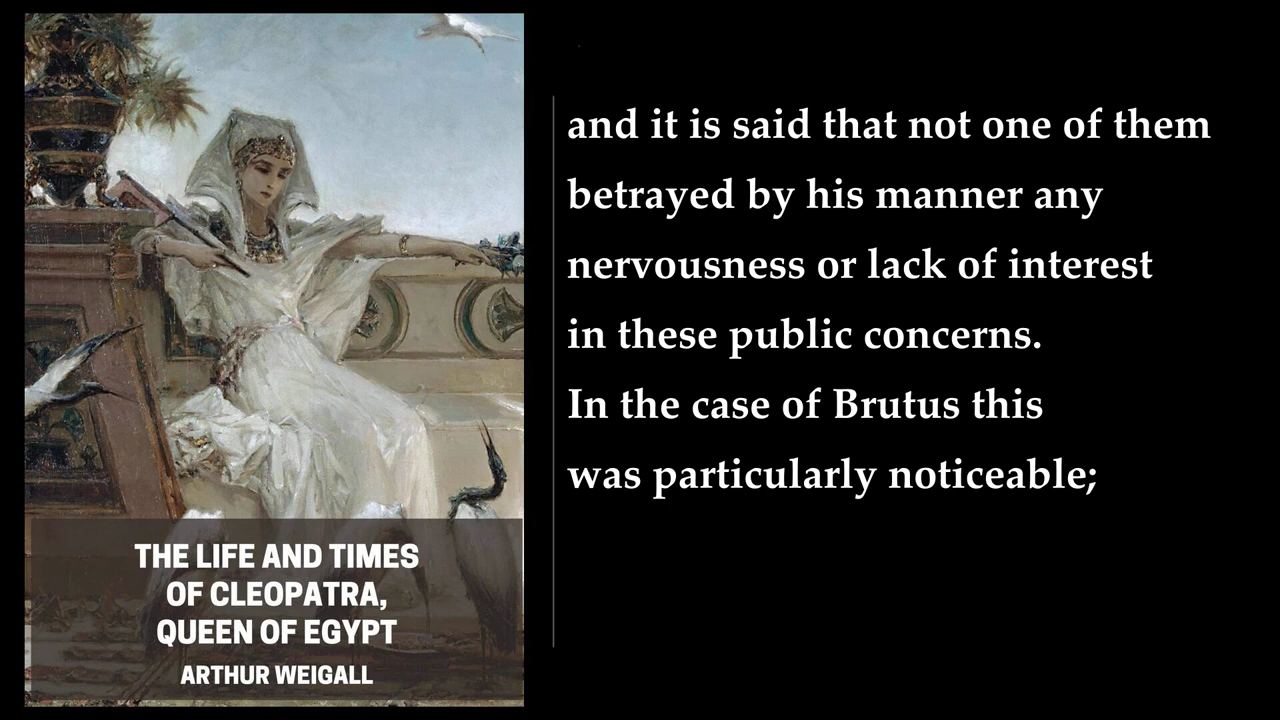 and it is said that not one of them
betrayed by his manner any
nervousness or lack of interest
in these public concerns.
In the case of Brutus this
was particularly noticeable;
THE LIFE AND TIMES
OF CLEOPATRA,
QUEEN OF EGYPT
ARTHUR WEIGALL